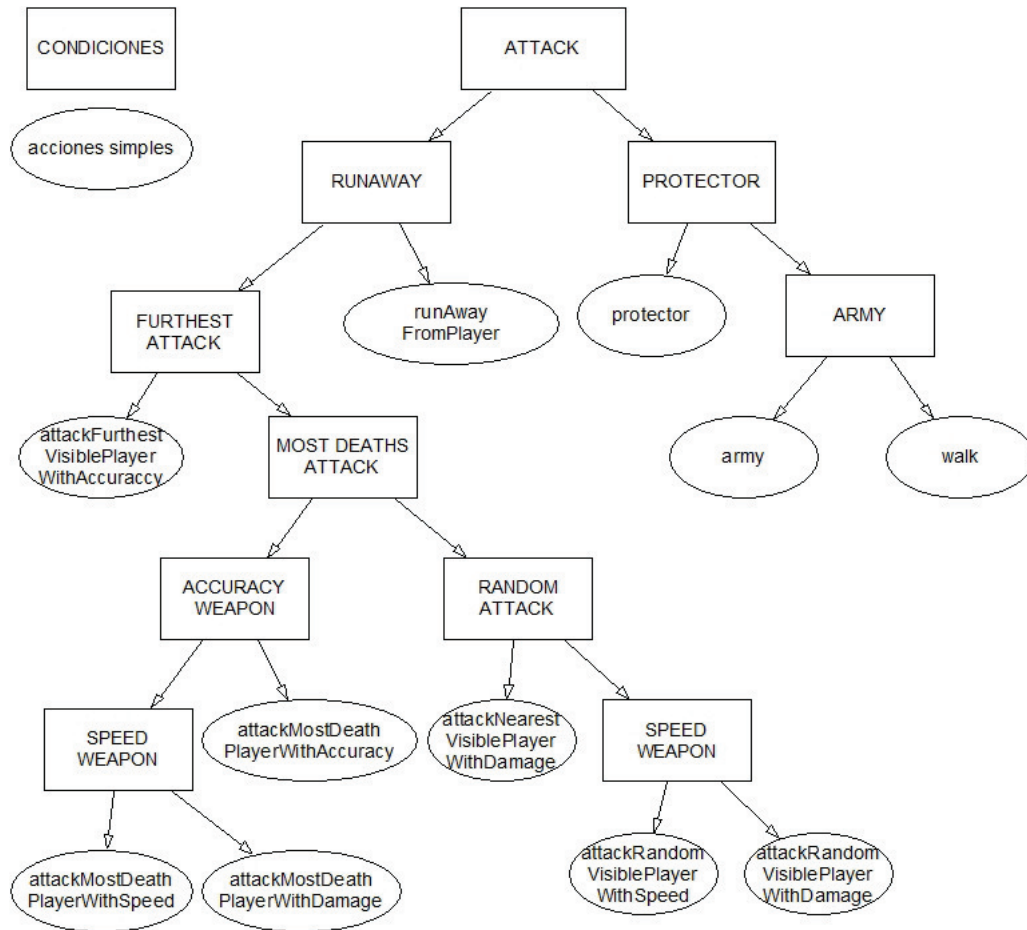 CONDICIONES
ATTACK
acciones simples
RUNAWAY
PROTECTOR
FURTHEST
ATTACK
runAway
FromPlayer
protector
ARMY
attackFurthest
VisiblePlayer
WithAccuraccy
MOST DEATHS
ATTACK
army
walk
ACCURACY
WEAPON
RANDOM
ATTACK
SPEED
WEAPON
attackMostDeath
PlayerWithAccuracy
attackNearest
VisiblePlayer
WithDamage
SPEED
WEAPON
attackMostDeath
PlayerWithSpeed
attackMostDeath
PlayerWithDamage
attackRandom
VisiblePlayer
WithSpeed
attackRandom
VisiblePlayer
WithDamage